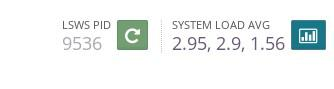 LSWS PID
9536
SYSTEM LOAD AVG
2.95, 2.9, 1.56